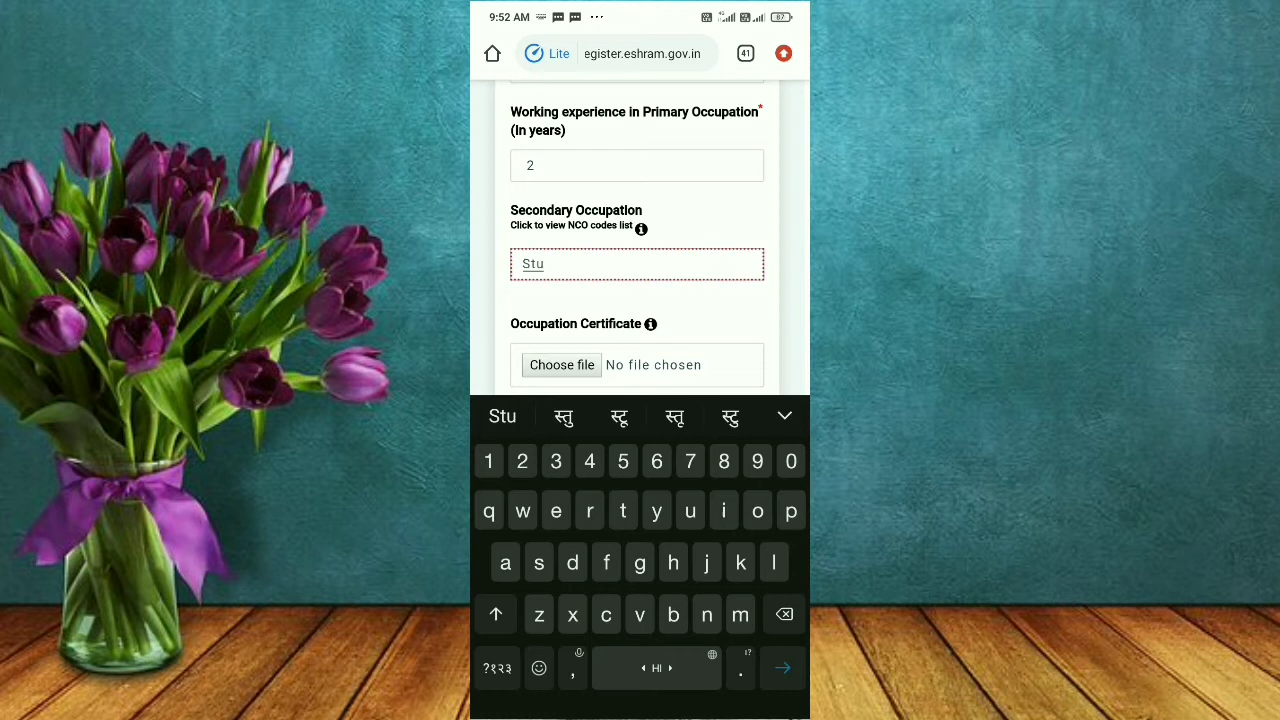 9:52 AM ... 87
Lite egister.eshram.gov.in 41
Working experience in Primary Occupation*
(In years)
2
Secondary Occupation
Click to view NCO codes list
Stu
Occupation Certificate
Choose file No file chosen
Stu स्तु स्टू स्तृ स्टु
1 2 3 4 5 6 7 8 9 0
q w e r t y u i o p
a s d f g h j k l
z x c v b n m
?१२३ , HI . !?